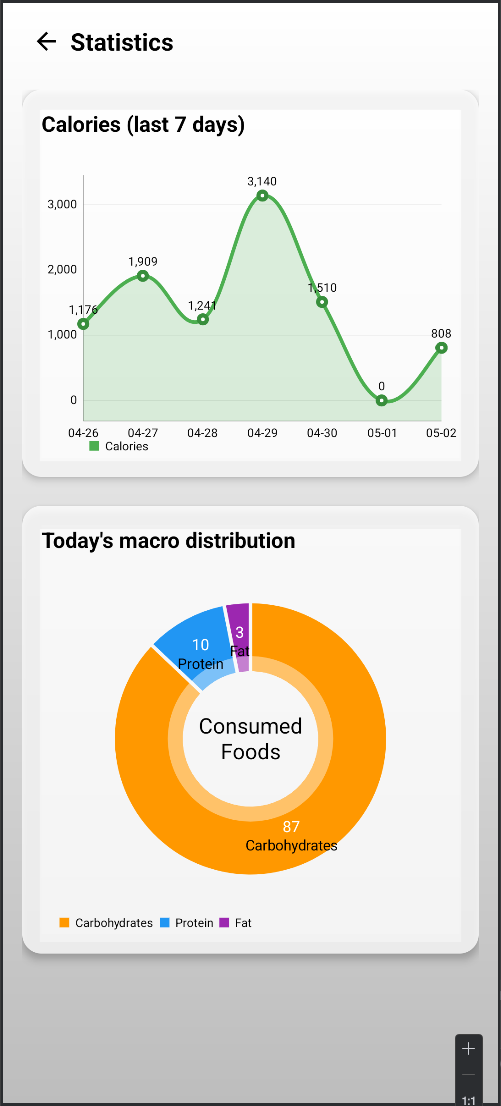 Statistics
Calories (last 7 days)
3,140
3,000
2,000
1,909
1,510
1,241
1,176
1,000
808
0
0
04-26 04-27 04-28 04-29 04-30 05-01 05-02
Calories
Today's macro distribution
3
Fat
10
Protein
Consumed
Foods
87
Carbohydrates
Carbohydrates Protein Fat
1:1